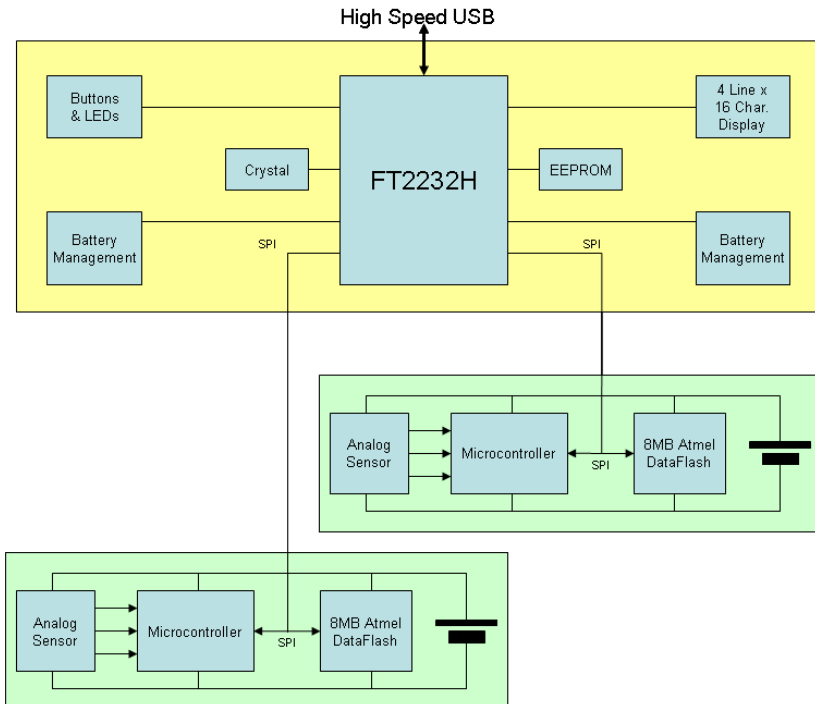 High Speed USB
Buttons
& LEDs
4 Line x
16 Char.
Display
Crystal
FT2232H
EEPROM
Battery
Management
SPI
SPI
Battery
Management
Analog
Sensor
Microcontroller
SPI
8MB Atmel
DataFlash
Analog
Sensor
Microcontroller
SPI
8MB Atmel
DataFlash